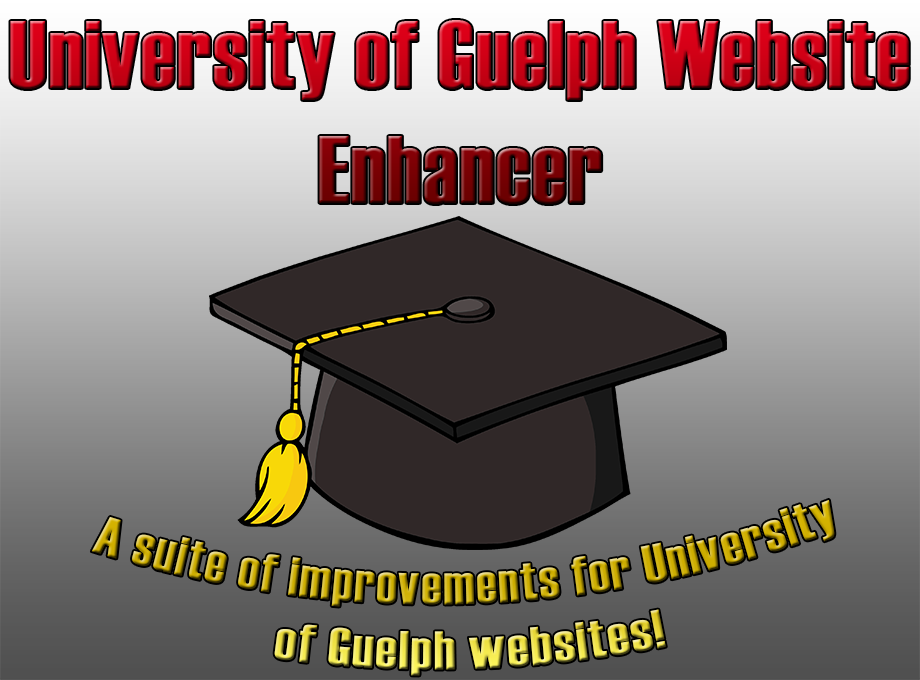 University of Guelph Website
Enhancer
A suite of improvements for University
of Guelph websites!